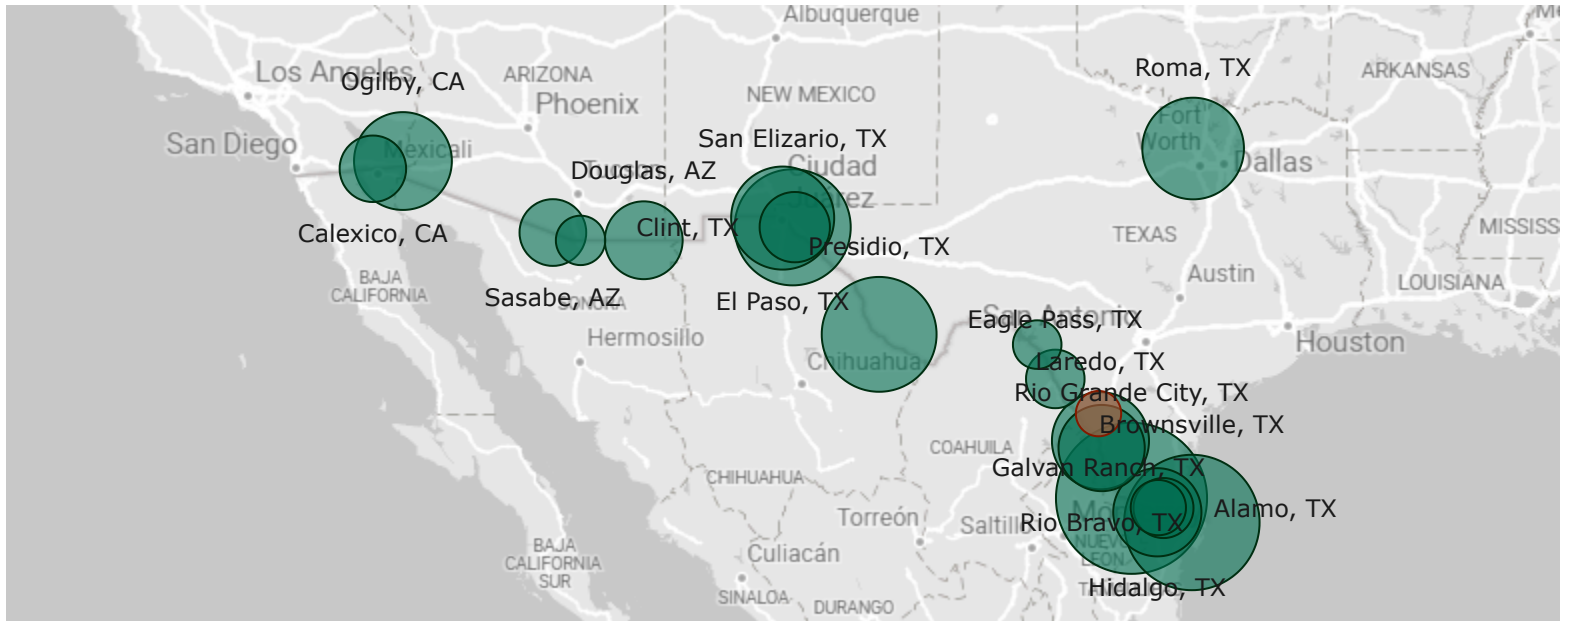 Albuquerque
Los Angeles
Ogilby, CA
ARIZONA
Phoenix
NEW MEXICO
Roma, TX
ARKANSAS
Fort
Worth
Dallas
San Diego
Mexicali
San Elizario, TX
Ciudad
Juárez
Douglas, AZ
Tucson
Calexico, CA
Clint, TX
Presidio, TX
TEXAS
MISSISS
BAJA
CALIFORNIA
Sasabe, AZ
SONORA
El Paso, TX
Austin
LOUISIANA
Hermosillo
San Antonio
Eagle Pass, TX
Houston
Chihuahua
Laredo, TX
Rio Grande City, TX
Brownsville, TX
COAHUILA
Galvan Ranch, TX
CHIHUAHUA
Torreón
Saltillo
Rio Bravo, TX
Alamo, TX
NUEVO
LEON
BAJA
CALIFORNIA
SUR
Culiacán
Hidalgo, TX
SINALOA
DURANGO